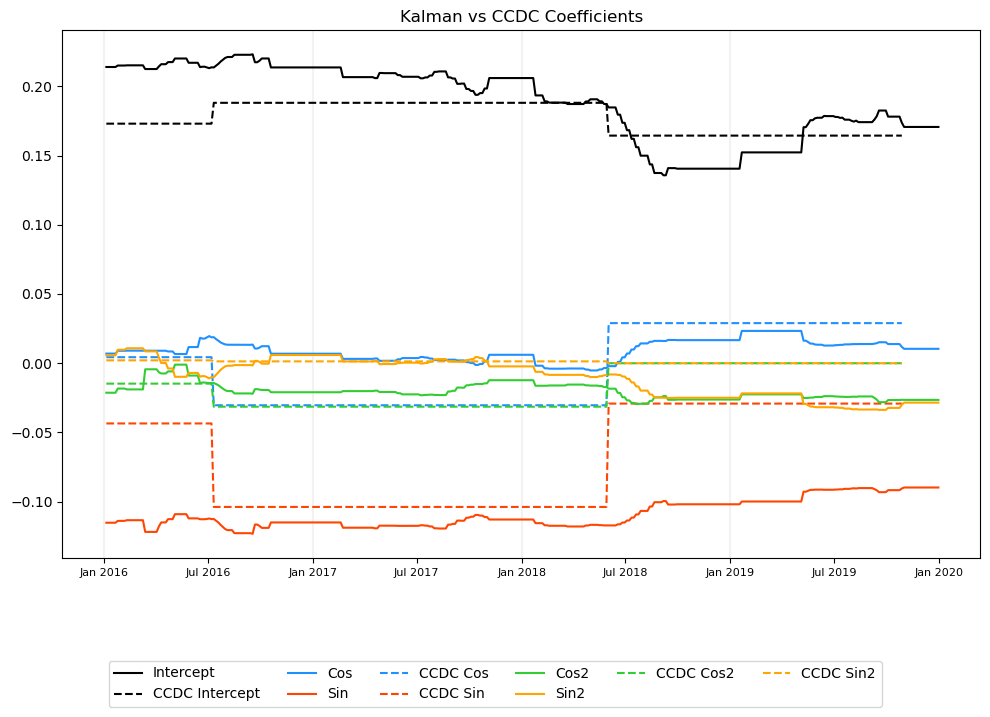 Kalman vs CCDC Coefficients
0.20
0.15
0.10
0.05
0.00
−0.05
−0.10
Jan 2016 Jul 2016 Jan 2017 Jul 2017 Jan 2018 Jul 2018 Jan 2019 Jul 2019 Jan 2020
Intercept Cos CCDC Cos Cos2 CCDC Cos2 CCDC Sin2
CCDC Intercept Sin CCDC Sin Sin2